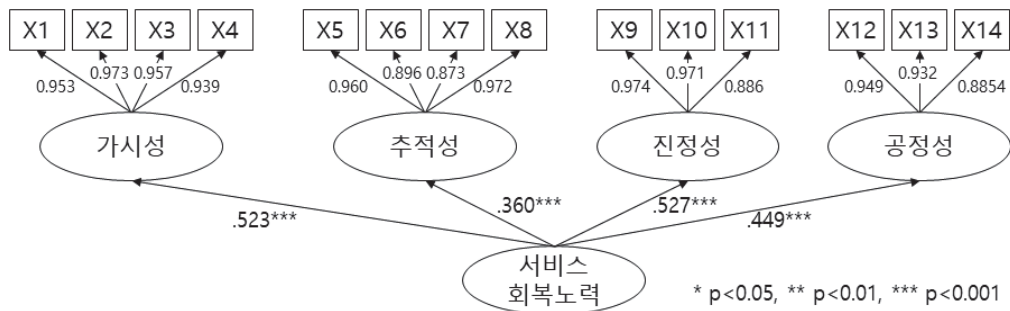 X1 X2 X3 X4 X5 X6 X7 X8 X9 X10 X11 X12 X13 X14
0.953 0.973 0.957 0.939 0.960 0.896 0.873 0.972 0.974 0.971 0.886 0.949 0.932 0.8854
가시성 추적성 진정성 공정성
.523*** .360*** .527*** .449***
서비스
회복노력
* p<0.05, ** p<0.01, *** p<0.001